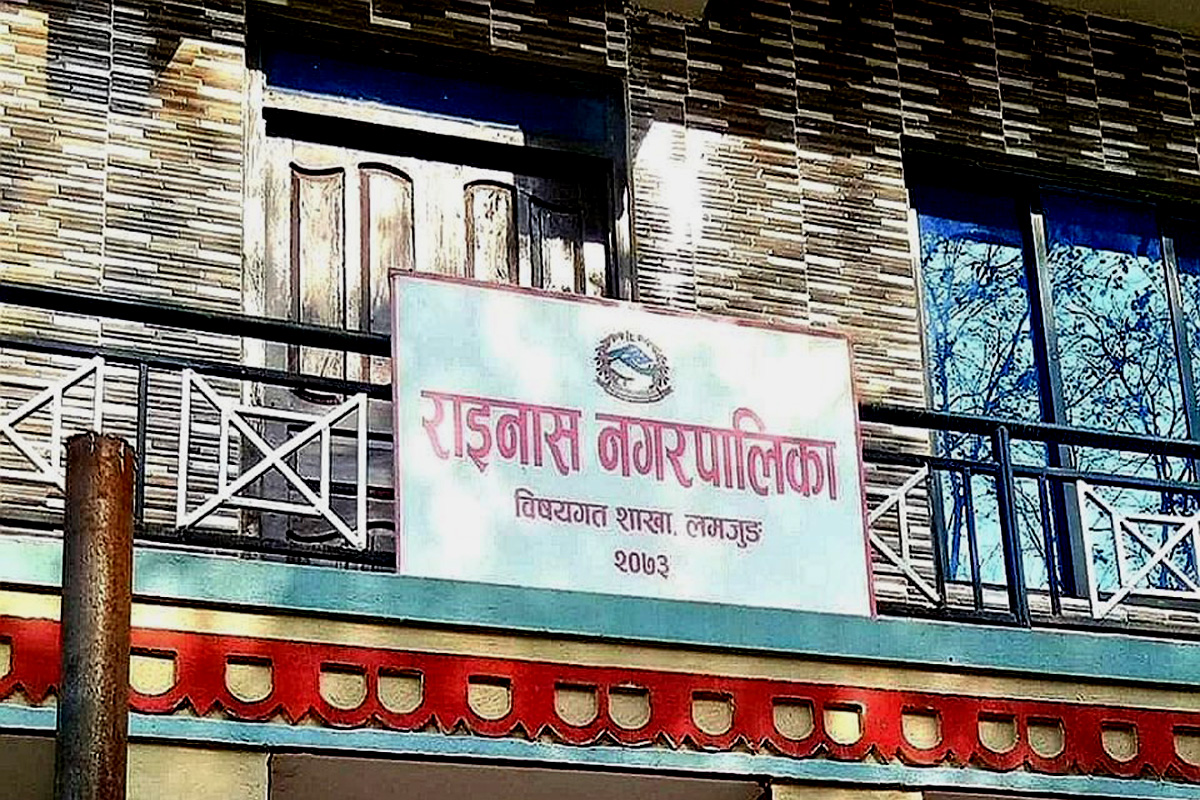 राइनास नगरपालिका
विषयगत शाखा, लमजुङ
२०७३